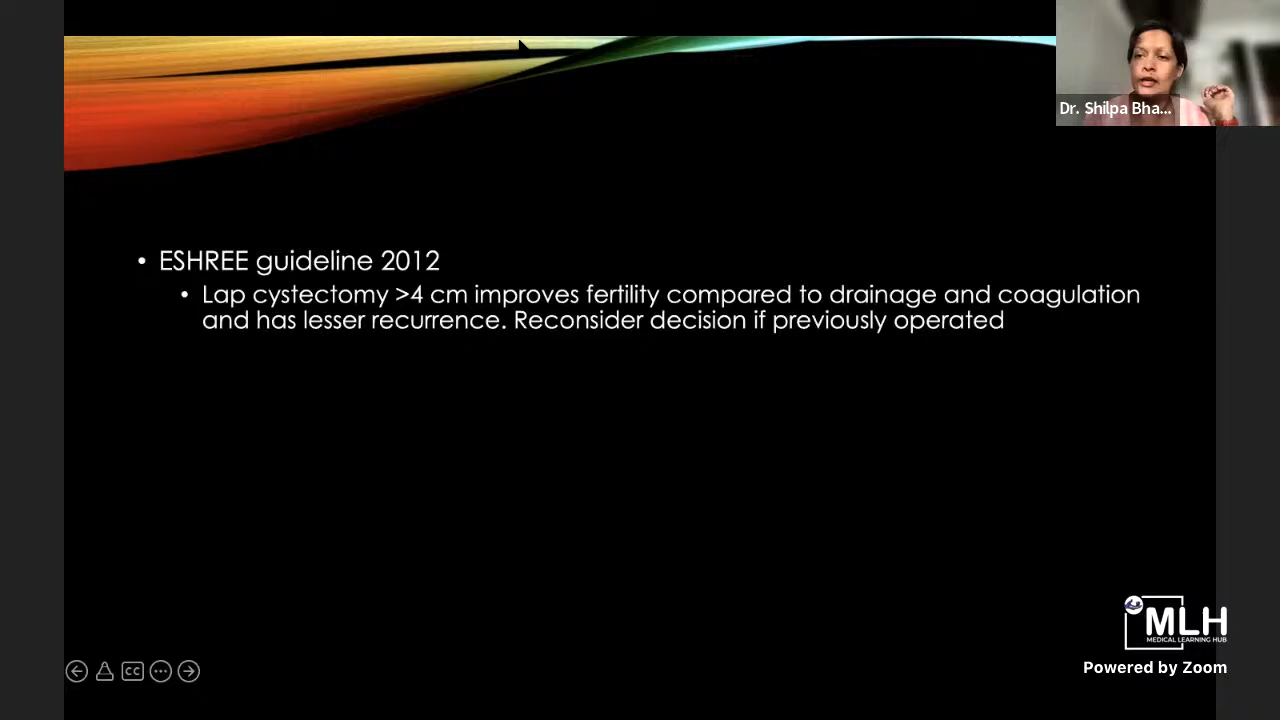 Dr. Shilpa Bha...
• ESHREE guideline 2012
• Lap cystectomy >4 cm improves fertility compared to drainage and coagulation
and has lesser recurrence. Reconsider decision if previously operated
MLH
MEDICAL LEARNING HUB
Powered by Zoom
CC